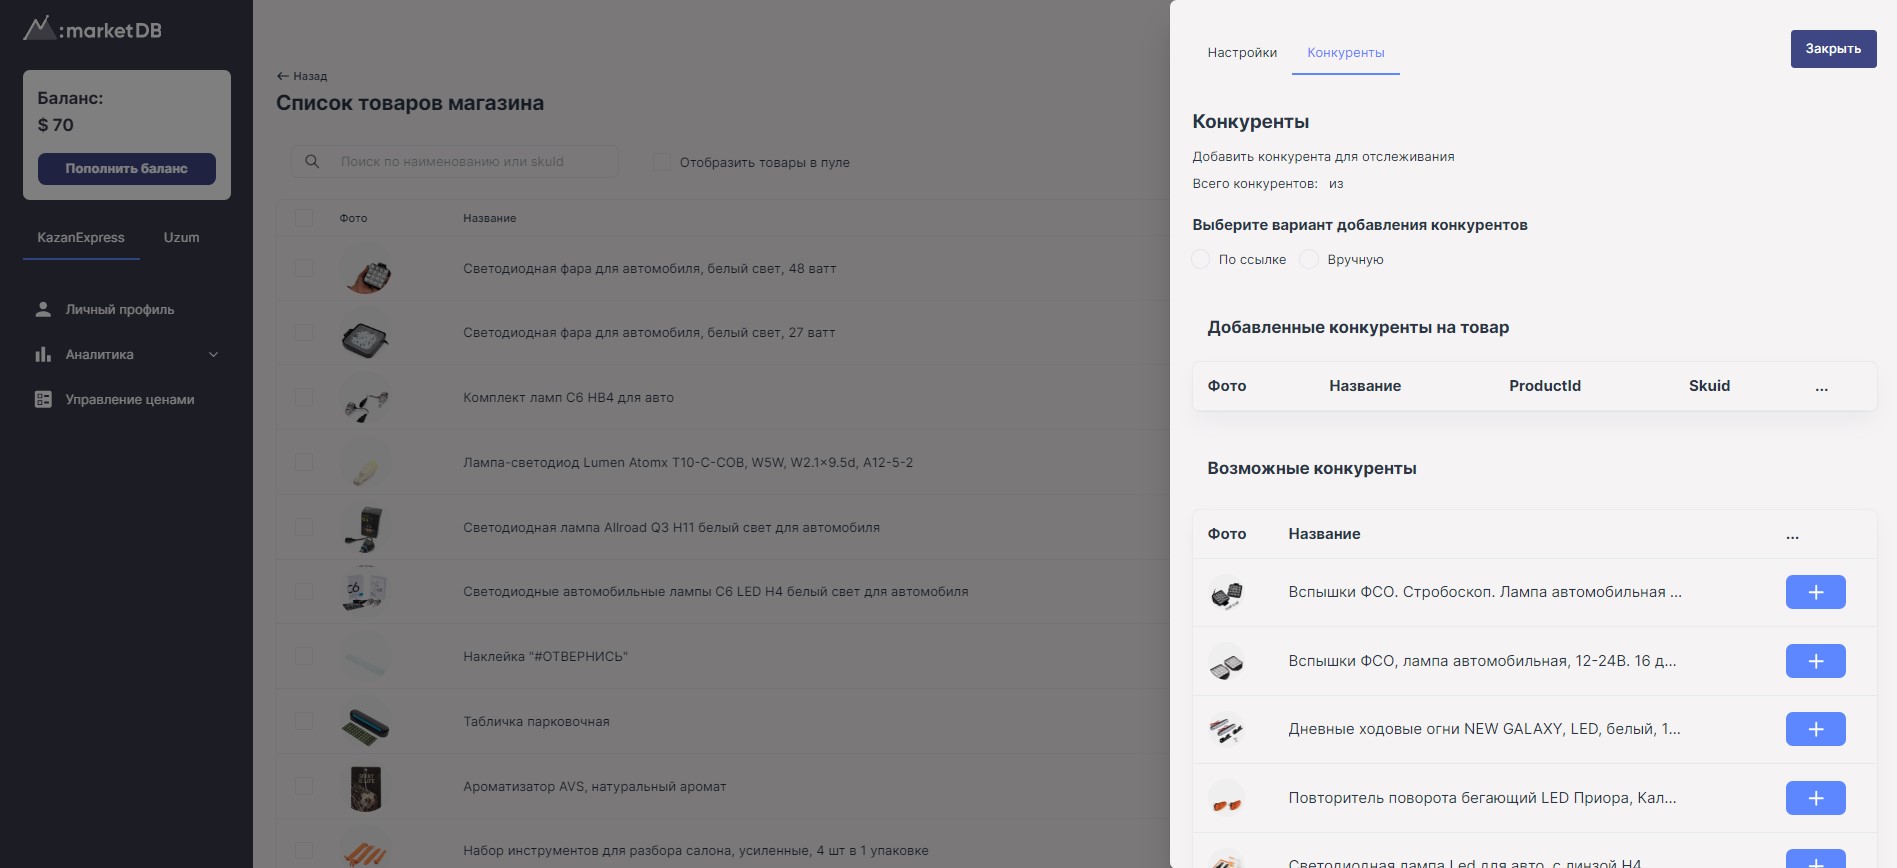 :marketDB
Баланс:
$ 70
Пополнить баланс
KazanExpress
Uzum
Личный профиль
Аналитика
Управление ценами
← Назад
Список товаров магазина
Поиск по наименованию или skuId
Отобразить товары в пуле
Фото
Название
Светодиодная фара для автомобиля, белый свет, 48 ватт
Светодиодная фара для автомобиля, белый свет, 27 ватт
Комплект ламп C6 HB4 для авто
Лампа-светодиод Lumen Atomx T10-C-COB, W5W, W2.1×9.5d, A12-5-2
Светодиодная лампа Allroad Q3 H11 белый свет для автомобиля
Светодиодные автомобильные лампы C6 LED H4 белый свет для автомобиля
Наклейка "#ОТВЕРНИСЬ"
Табличка парковочная
Ароматизатор AVS, натуральный аромат
Набор инструментов для разбора салона, усиленные, 4 шт в 1 упаковке
Настройки
Конкуренты
Закрыть
Конкуренты
Добавить конкурента для отслеживания
Всего конкурентов: из
Выберите вариант добавления конкурентов
По ссылке
Вручную
Добавленные конкуренты на товар
Фото
Название
ProductId
Skuid
...
Возможные конкуренты
Фото
Название
...
Вспышки ФСО. Стробоскоп. Лампа автомобильная ...
Вспышки ФСО, лампа автомобильная, 12-24В. 16 д...
Дневные ходовые огни NEW GALAXY, LED, белый, 1...
Повторитель поворота бегающий LED Приора, Кал...
Светодиодная лампа Led для авто, с линзой H4